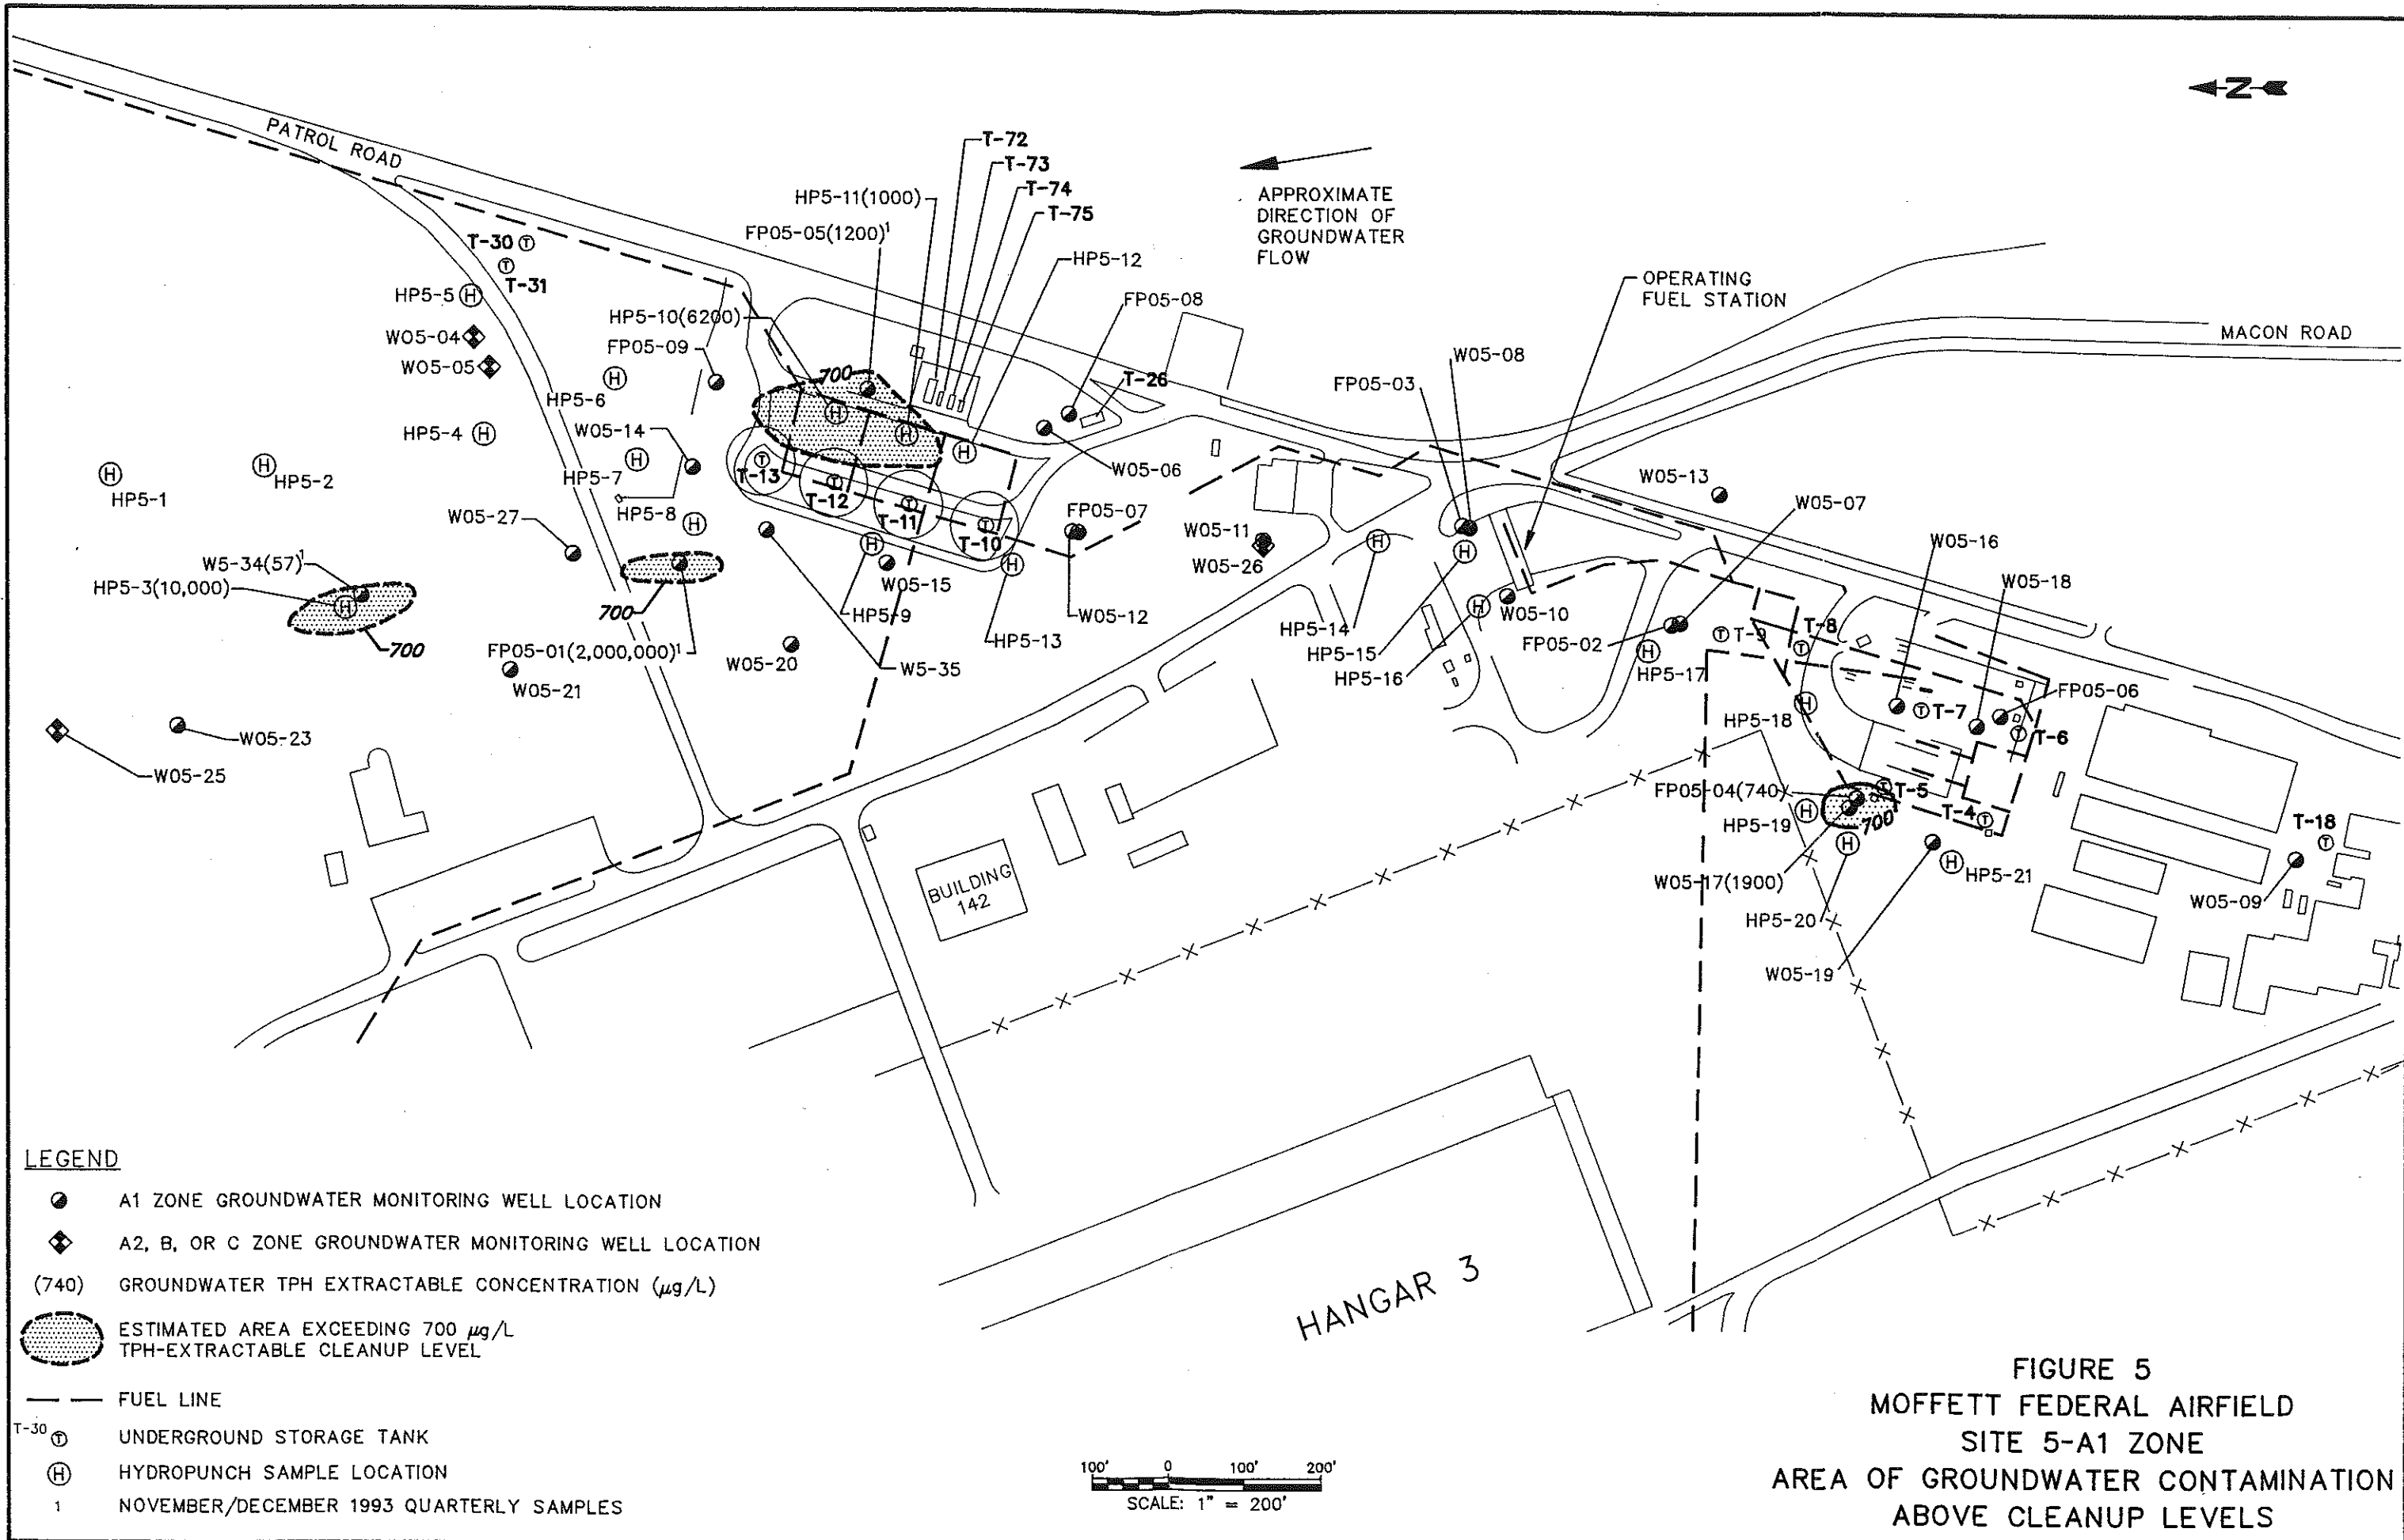 N
PATROL ROAD
T-72
T-73
T-74
T-75
HP5-11(1000)
FP05-05(1200)¹
HP5-12
APPROXIMATE
DIRECTION OF
GROUNDWATER
FLOW
T-30 T
T
T-31
HP5-5 H
W05-04
W05-05
HP5-10(6200)
FP05-09
FP05-08
OPERATING
FUEL STATION
MACON ROAD
W05-08
FP05-03
T-26
700
H
HP5-6
H
H
H
HP5-4 H
W05-14
W05-06
W05-13
W05-07
H
HP5-1
H
HP5-2
H
HP5-7
T
T-13
T
T-12
T
T-11
T
T-10
HP5-8
H
FP05-07
W05-11
W05-26
W05-16
W05-18
W05-27
W5-34(57)¹
HP5-3(10,000)
H
700
700
FP05-01(2,000,000)¹
H
W05-15
H
HP5-9
HP5-13
W05-12
H
HP5-14
H
HP5-15
H
HP5-16
W05-10
FP05-02
H
HP5-17
T T-9
T-8
T
FP05-06
W05-20
W5-35
W05-21
W05-23
W05-25
H
HP5-18
T T-7
T
T-6
FP05-04(740)
T
T-5
H
HP5-19
700
T-4 T
T-18
T
W05-17(1900)
H
HP5-20
H
HP5-21
W05-09
W05-19
BUILDING
142
HANGAR 3
LEGEND
A1 ZONE GROUNDWATER MONITORING WELL LOCATION
A2, B, OR C ZONE GROUNDWATER MONITORING WELL LOCATION
(740) GROUNDWATER TPH EXTRACTABLE CONCENTRATION (µg/L)
ESTIMATED AREA EXCEEDING 700 µg/L
TPH-EXTRACTABLE CLEANUP LEVEL
FUEL LINE
T-30 T UNDERGROUND STORAGE TANK
H HYDROPUNCH SAMPLE LOCATION
1 NOVEMBER/DECEMBER 1993 QUARTERLY SAMPLES
100' 0 100' 200'
SCALE: 1" = 200'
FIGURE 5
MOFFETT FEDERAL AIRFIELD
SITE 5-A1 ZONE
AREA OF GROUNDWATER CONTAMINATION
ABOVE CLEANUP LEVELS